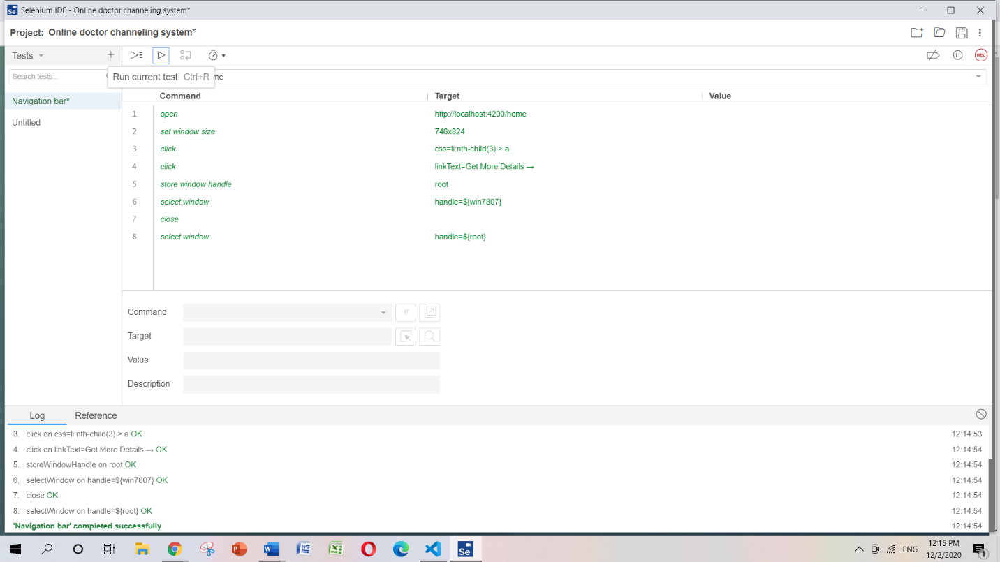 Se Selenium IDE - Online doctor channeling system*
Project: Online doctor channeling system*
Tests
REC
Search tests...
Run current test Ctrl+R
me
Command Target Value
Navigation bar*
Untitled
1 open http://localhost:4200/home
2 set window size 746x824
3 click css=li:nth-child(3) > a
4 click linkText=Get More Details →
5 store window handle root
6 select window handle=${win7807}
7 close
8 select window handle=${root}
Command //
Target
Value
Description
Log Reference
3. click on css=li:nth-child(3) > a OK 12:14:53
4. click on linkText=Get More Details → OK 12:14:54
5. storeWindowHandle on root OK 12:14:54
6. selectWindow on handle=${win7807} OK 12:14:54
7. close OK 12:14:54
8. selectWindow on handle=${root} OK 12:14:54
'Navigation bar' completed successfully 12:14:54
Se ENG 12:15 PM
12/2/2020 1